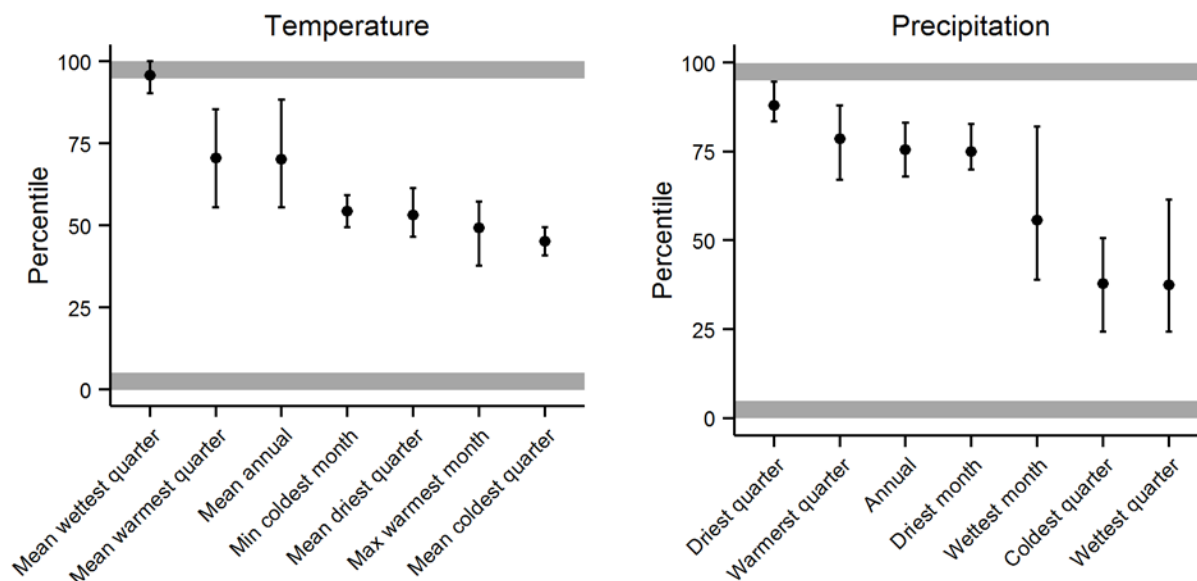 Temperature
Percentile
100
75
50
25
0
Mean wettest quarter
Mean warmest quarter
Mean annual
Min coldest month
Mean driest quarter
Max warmest month
Mean coldest quarter
Precipitation
Percentile
100
75
50
25
0
Driest quarter
Warmerst quarter
Annual
Driest month
Wettest month
Coldest quarter
Wettest quarter